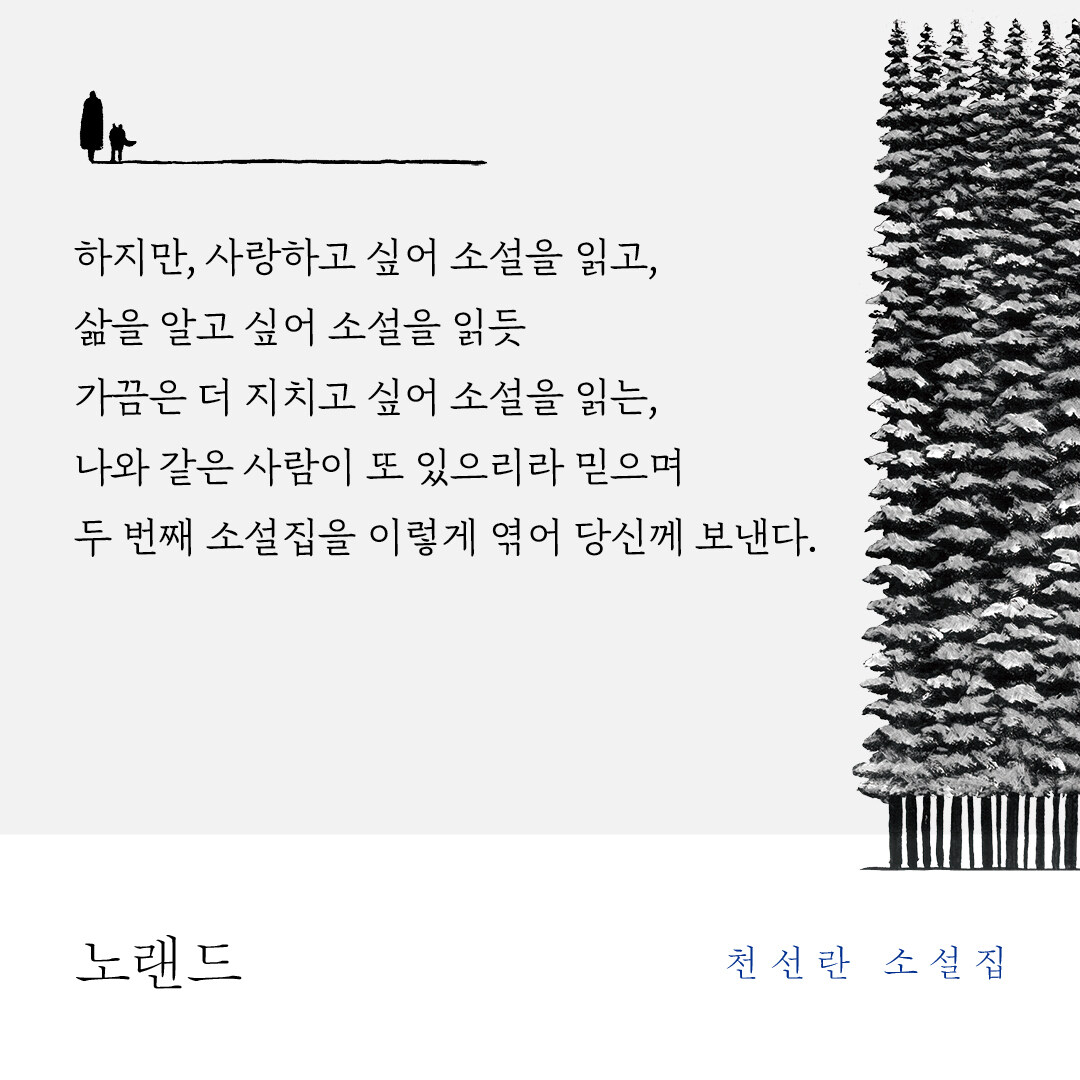 하지만, 사랑하고 싶어 소설을 읽고,
삶을 알고 싶어 소설을 읽듯
가끔은 더 지치고 싶어 소설을 읽는,
나와 같은 사람이 또 있으리라 믿으며
두 번째 소설집을 이렇게 엮어 당신께 보낸다.
노랜드
천선란 소설집